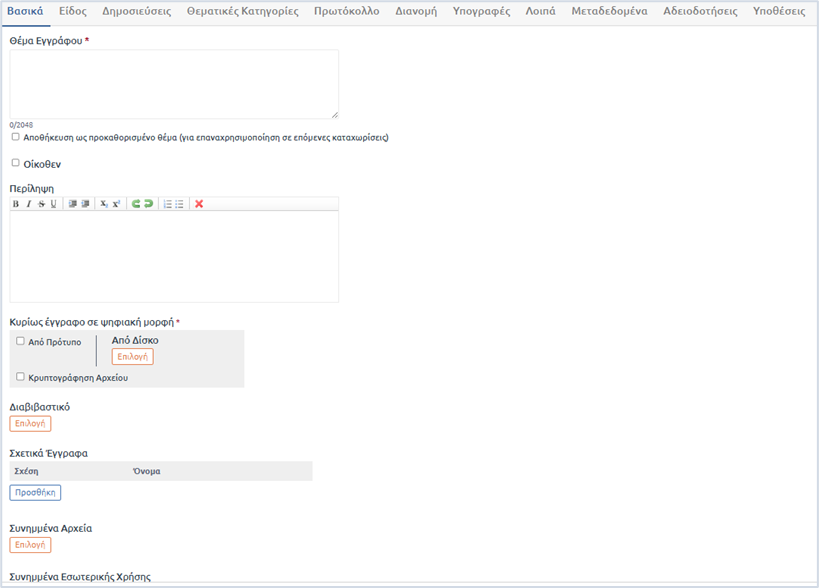 Βασικά Είδος Δημοσιεύσεις Θεματικές Κατηγορίες Πρωτόκολλο Διανομή Υπογραφές Λοιπά Μεταδεδομένα Αδειοδοτήσεις Υποθέσεις
Θέμα Εγγράφου *
0/2048
Αποθήκευση ως προκαθορισμένο θέμα (για επαναχρησιμοποίηση σε επόμενες καταχωρίσεις)
Οίκοθεν
Περίληψη
B I S U X₂ X²
Κυρίως έγγραφο σε ψηφιακή μορφή *
Από Πρότυπο Από Δίσκο
Επιλογή
Κρυπτογράφηση Αρχείου
Διαβιβαστικό
Επιλογή
Σχετικά Έγγραφα
Σχέση Όνομα
Προσθήκη
Συνημμένα Αρχεία
Επιλογή
Συνημμένα Εσωτερικής Χρήσης